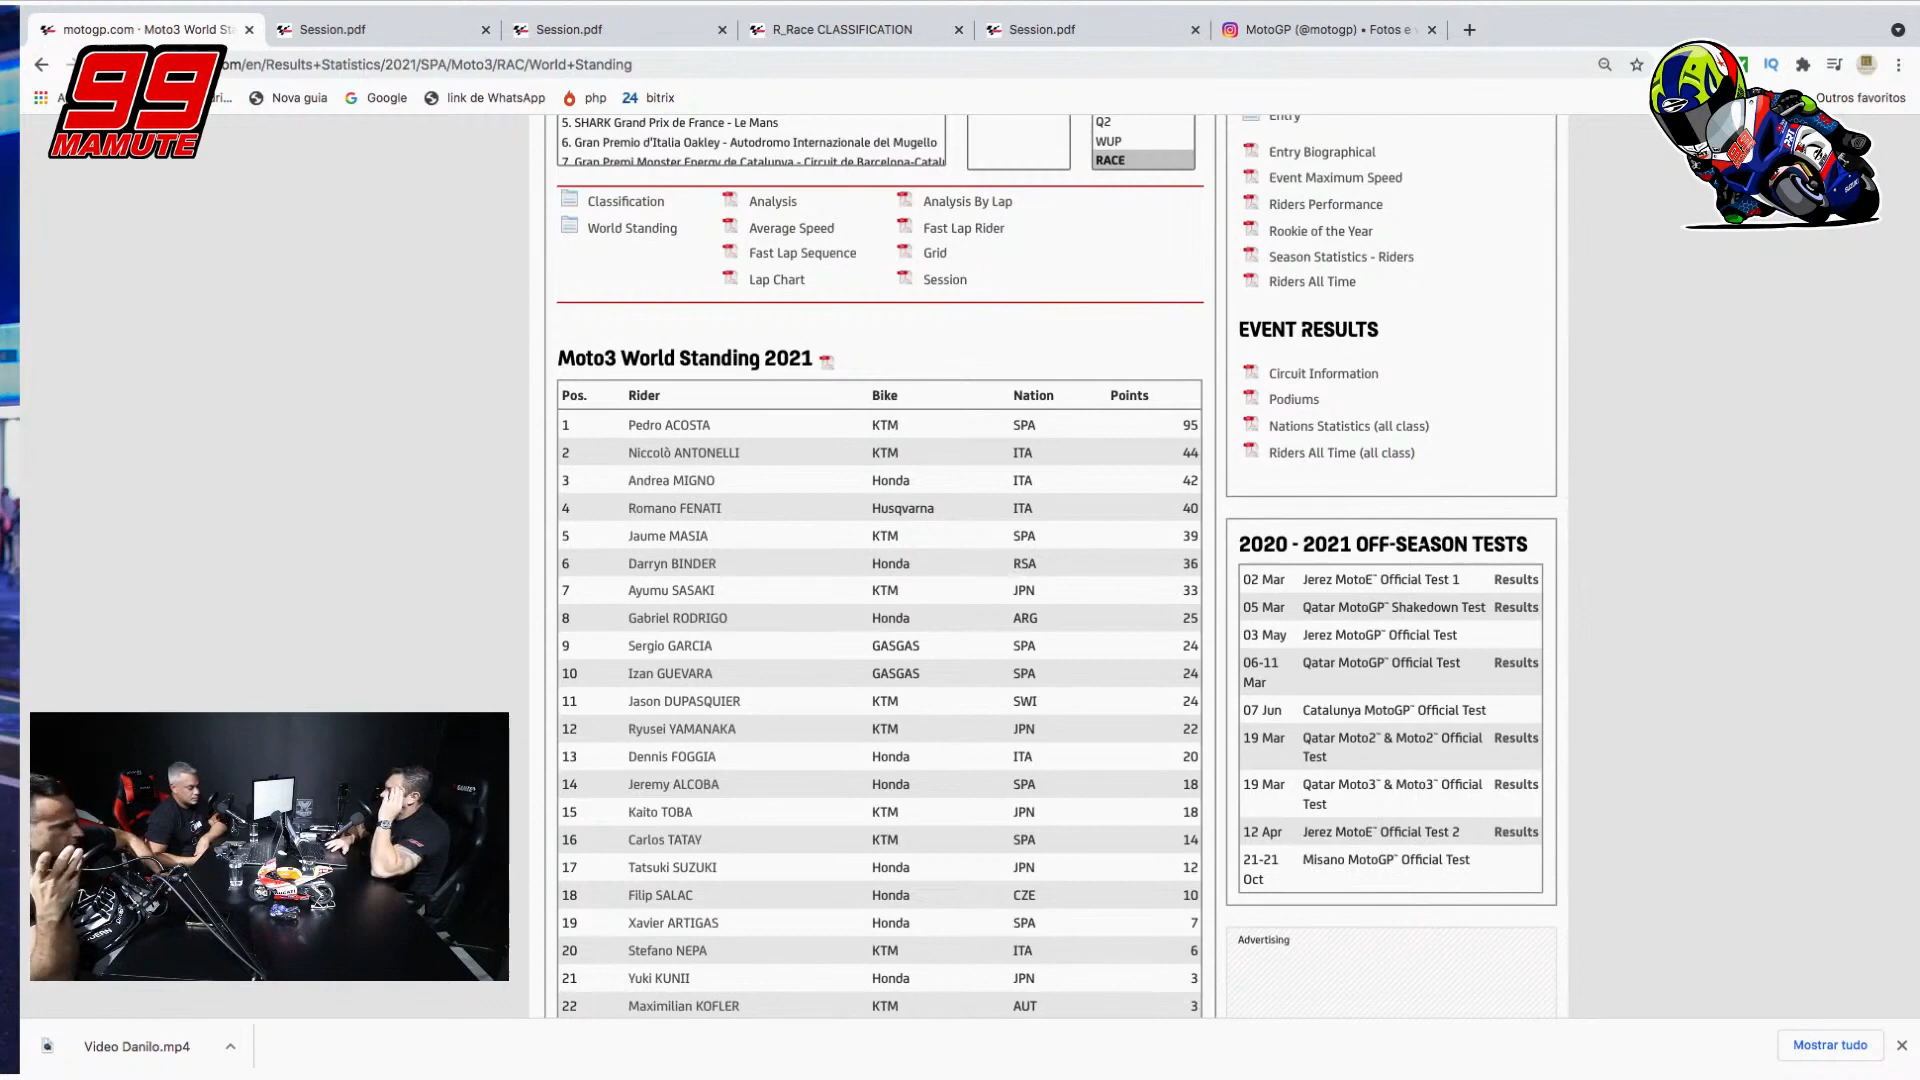 motogp.com · Moto3 World Sta
Session.pdf
Session.pdf
R_Race CLASSIFICATION
Session.pdf
MotoGP (@motogp) • Fotos e v
om/en/Results+Statistics/2021/SPA/Moto3/RAC/World+Standing
Nova guia
Google
link de WhatsApp
php
24 bitrix
Outros favoritos
99
MAMUTE
5. SHARK Grand Prix de France - Le Mans
6. Gran Premio d'Italia Oakley - Autodromo Internazionale del Mugello
7. Gran Premi Monster Energy de Catalunya - Circuit de Barcelona-Catalu
Q2
WUP
RACE
Classification
World Standing
Analysis
Average Speed
Fast Lap Sequence
Lap Chart
Analysis By Lap
Fast Lap Rider
Grid
Session
Moto3 World Standing 2021
Pos. Rider Bike Nation Points
1 Pedro ACOSTA KTM SPA 95
2 Niccolò ANTONELLI KTM ITA 44
3 Andrea MIGNO Honda ITA 42
4 Romano FENATI Husqvarna ITA 40
5 Jaume MASIA KTM SPA 39
6 Darryn BINDER Honda RSA 36
7 Ayumu SASAKI KTM JPN 33
8 Gabriel RODRIGO Honda ARG 25
9 Sergio GARCIA GASGAS SPA 24
10 Izan GUEVARA GASGAS SPA 24
11 Jason DUPASQUIER KTM SWI 24
12 Ryusei YAMANAKA KTM JPN 22
13 Dennis FOGGIA Honda ITA 20
14 Jeremy ALCOBA Honda SPA 18
15 Kaito TOBA KTM JPN 18
16 Carlos TATAY KTM SPA 14
17 Tatsuki SUZUKI Honda JPN 12
18 Filip SALAC Honda CZE 10
19 Xavier ARTIGAS Honda SPA 7
20 Stefano NEPA KTM ITA 6
21 Yuki KUNII Honda JPN 3
22 Maximilian KOFLER KTM AUT 3
Entry
Entry Biographical
Event Maximum Speed
Riders Performance
Rookie of the Year
Season Statistics - Riders
Riders All Time
EVENT RESULTS
Circuit Information
Podiums
Nations Statistics (all class)
Riders All Time (all class)
2020 - 2021 OFF-SEASON TESTS
02 Mar Jerez MotoE™ Official Test 1 Results
05 Mar Qatar MotoGP™ Shakedown Test Results
03 May Jerez MotoGP™ Official Test
06-11 Mar Qatar MotoGP™ Official Test Results
07 Jun Catalunya MotoGP™ Official Test
19 Mar Qatar Moto2™ & Moto2™ Official Test Results
19 Mar Qatar Moto3™ & Moto3™ Official Test Results
12 Apr Jerez MotoE™ Official Test 2 Results
21-21 Oct Misano MotoGP™ Official Test
Advertising
Video Danilo.mp4
Mostrar tudo